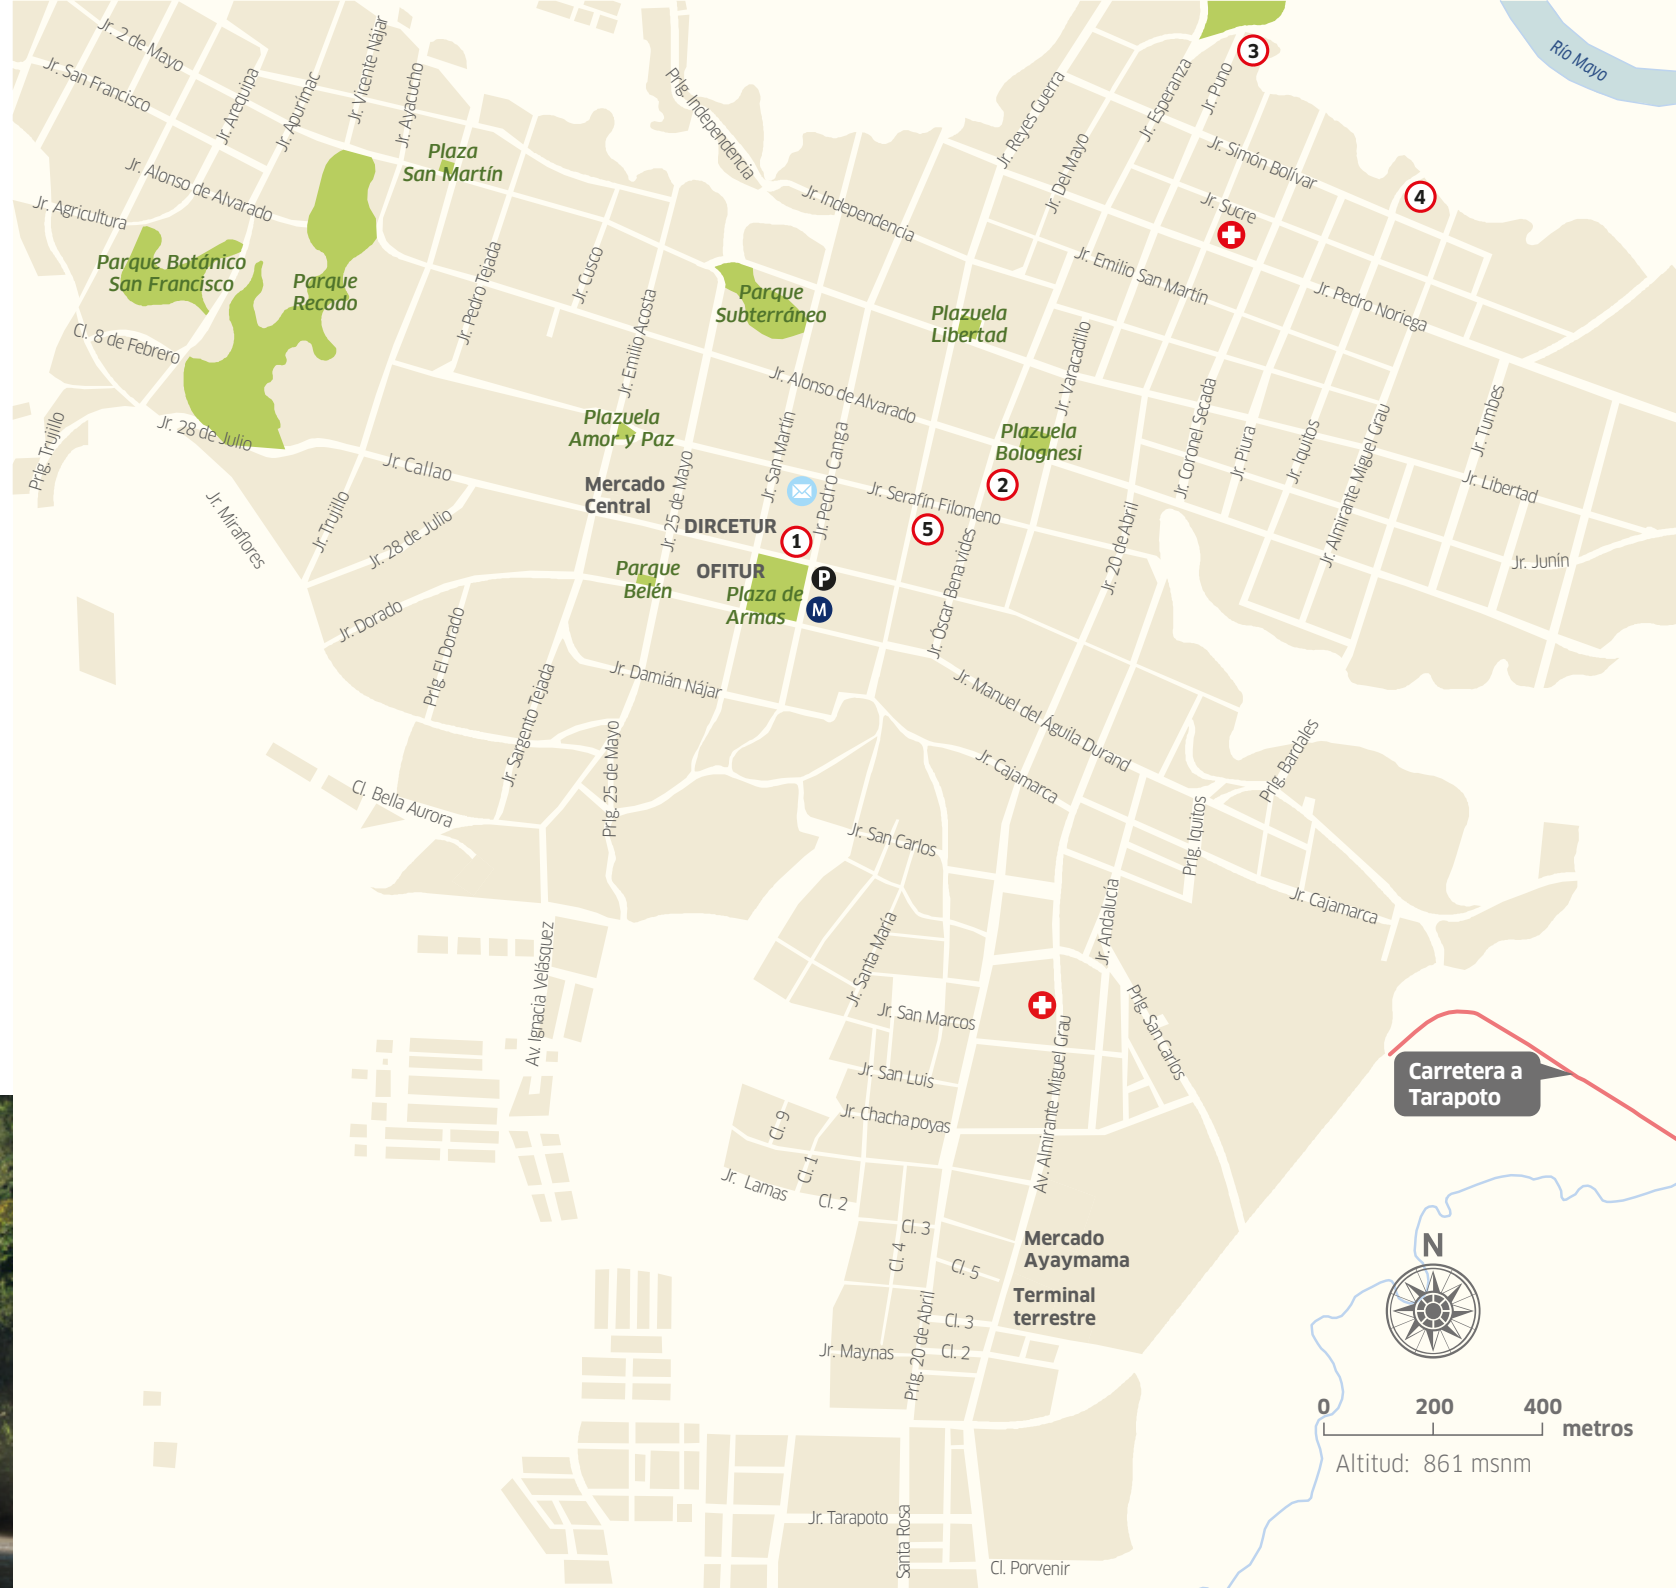 Jr. 2 de Mayo
Jr. San Francisco
Jr. Arequipa
Jr. Apurimac
Jr. Vicente Nájar
Jr. Ayacucho
Prlg. Independencia
Jr. Reyes Guerra
Jr. Del Mayo
Jr. Esperanza
Jr. Puno
3
Río Mayo
Plaza
San Martín
Jr. Alonso de Alvarado
Jr. Agricultura
Jr. Independencia
Jr. Simón Bolívar
Jr. Sucre
4
Parque Botánico
San Francisco
Parque
Recodo
Jr. Pedro Tejada
Jr. Cusco
Jr. Emilio Acosta
Parque
Subterráneo
Plazuela
Libertad
Jr. Emilio San Martín
Jr. Pedro Noriega
Cl. 8 de Febrero
Jr. Alonso de Alvarado
Jr. Varacadillo
Jr. Coronel Secada
Jr. Piura
Jr. Iquitos
Jr. Almirante Miguel Grau
Jr. Tumbes
Prlg. Trujillo
Jr. 28 de Julio
Plazuela
Amor y Paz
Jr. San Martín
Jr. Pedro Canga
Plazuela
Bolognesi
Jr. Callao
Mercado
Central
Jr. 25 de Mayo
Jr. Serafín Filomeno
2
Jr. Libertad
Jr. Miraflores
Jr. Trujillo
Jr. 28 de Julio
DIRCETUR
1
5
Jr. Óscar Benavides
Jr. 20 de Abril
Jr. Junín
Parque
Belén
OFITUR
Plaza de
Armas
P
M
Jr. Dorado
Prlg. El Dorado
Jr. Sargento Tejada
Jr. Damián Nájar
Jr. Manuel del Águila Durand
Prlg. 25 de Mayo
Jr. Cajamarca
Prlg. Bardales
Cl. Bella Aurora
Jr. San Carlos
Prlg. Iquitos
Jr. Cajamarca
Av. Ignacia Velásquez
Jr. Santa María
Jr. Andalucía
Jr. San Marcos
Prlg. San Carlos
Jr. San Luis
Av. Almirante Miguel Grau
Carretera a
Tarapoto
Cl. 9
Jr. Chachapoyas
Cl. 1
Jr. Lamas
Cl. 2
Cl. 3
Cl. 4
Cl. 5
Mercado
Ayaymama
N
Terminal
terrestre
Cl. 3
Prlg. 20 de Abril
Jr. Maynas
Cl. 2
0 200 400
metros
Altitud: 861 msnm
Jr. Tarapoto
Santa Rosa
Cl. Porvenir